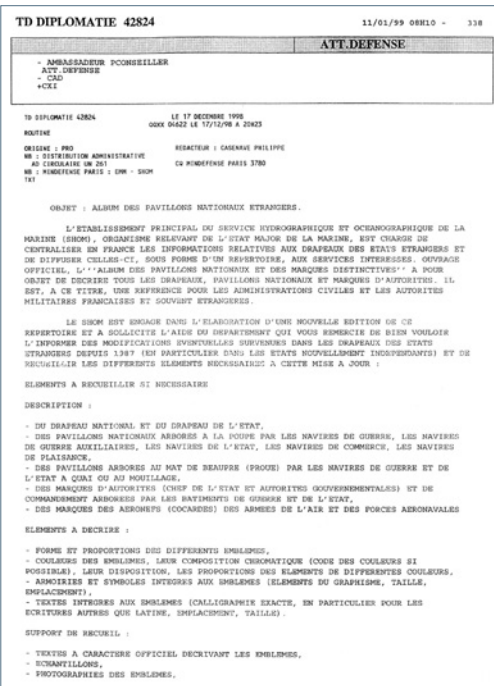 TD DIPLOMATIE 42824 11/01/99 08H10 - 338
ATT.DEFENSE
- AMBASSADEUR PCONSEILLER
ATT.DEFENSE
- CAD
+CXI
TD DIPLOMATIE 42824 LE 17 DECEMBRE 1998
OQXX 04622 LE 17/12/98 A 20H23
ROUTINE
ORIGINE : PRO REDACTEUR : CASENAVE PHILIPPE
NB : DISTRIBUTION ADMINISTRATIVE
AD CIRCULAIRE UN 261 CQ MINDEFENSE PARIS 3780
NB : MINDEFENSE PARIS : EMM - SHOM
TXT
OBJET : ALBUM DES PAVILLONS NATIONAUX ETRANGERS.
L'ETABLISSEMENT PRINCIPAL DU SERVICE HYDROGRAPHIQUE ET OCEANOGRAPHIQUE DE LA
MARINE (SHOM), ORGANISME RELEVANT DE L'ETAT MAJOR DE LA MARINE, EST CHARGE DE
CENTRALISER EN FRANCE LES INFORMATIONS RELATIVES AUX DRAPEAUX DES ETATS ETRANGERS ET
DE DIFFUSER CELLES-CI, SOUS FORME D'UN REPERTOIRE, AUX SERVICES INTERESSES. OUVRAGE
OFFICIEL, L'''ALBUM DES PAVILLONS NATIONAUX ET DES MARQUES DISTINCTIVES'' A POUR
OBJET DE DECRIRE TOUS LES DRAPEAUX, PAVILLONS NATIONAUX ET MARQUES D'AUTORITES. IL
EST, A CE TITRE, UNE REFERENCE POUR LES ADMINISTRATIONS CIVILES ET LES AUTORITES
MILITAIRES FRANCAISES ET SOUVENT ETRANGERES.
LE SHOM EST ENGAGE DANS L'ELABORATION D'UNE NOUVELLE EDITION DE CE
REPERTOIRE ET A SOLLICITE L'AIDE DU DEPARTEMENT QUI VOUS REMERCIE DE BIEN VOULOIR
L'INFORMER DES MODIFICATIONS EVENTUELLES SURVENUES DANS LES DRAPEAUX DES ETATS
ETRANGERS DEPUIS 1987 (EN PARTICULIER DANS LES ETATS NOUVELLEMENT INDEPENDANTS) ET DE
RECUEILLIR LES DIFFERENTS ELEMENTS NECESSAIRES A CETTE MISE A JOUR :
ELEMENTS A RECUEILLIR SI NECESSAIRE
DESCRIPTION :
- DU DRAPEAU NATIONAL ET DU DRAPEAU DE L'ETAT,
- DES PAVILLONS NATIONAUX ARBORES A LA POUPE PAR LES NAVIRES DE GUERRE, LES NAVIRES
DE GUERRE AUXILIAIRES, LES NAVIRES DE L'ETAT, LES NAVIRES DE COMMERCE, LES NAVIRES
DE PLAISANCE,
- DES PAVILLONS ARBORES AU MAT DE BEAUPRE (PROUE) PAR LES NAVIRES DE GUERRE ET DE
L'ETAT A QUAI OU AU MOUILLAGE,
- DES MARQUES D'AUTORITES (CHEF DE L'ETAT ET AUTORITES GOUVERNEMENTALES) ET DE
COMMANDEMENT ARBOREES PAR LES BATIMENTS DE GUERRE ET DE L'ETAT,
- DES MARQUES DES AERONEFS (COCARDES) DES ARMEES DE L'AIR ET DES FORCES AERONAVALES
ELEMENTS A DECRIRE :
- FORME ET PROPORTIONS DES DIFFERENTS EMBLEMES,
- COULEURS DES EMBLEMES, LEUR COMPOSITION CHROMATIQUE (CODE DES COULEURS SI
POSSIBLE), LEUR DISPOSITION, LES PROPORTIONS DES ELEMENTS DE DIFFERENTES COULEURS,
- ARMOIRIES ET SYMBOLES INTEGRES AUX EMBLEMES (ELEMENTS DU GRAPHISME, TAILLE,
EMPLACEMENT),
- TEXTES INTEGRES AUX EMBLEMES (CALLIGRAPHIE EXACTE, EN PARTICULIER POUR LES
ECRITURES AUTRES QUE LATINE, EMPLACEMENT, TAILLE).
SUPPORT DE RECUEIL :
- TEXTES A CARACTERE OFFICIEL DECRIVANT LES EMBLEMES,
- ECHANTILLONS,
- PHOTOGRAPHIES DES EMBLEMES,